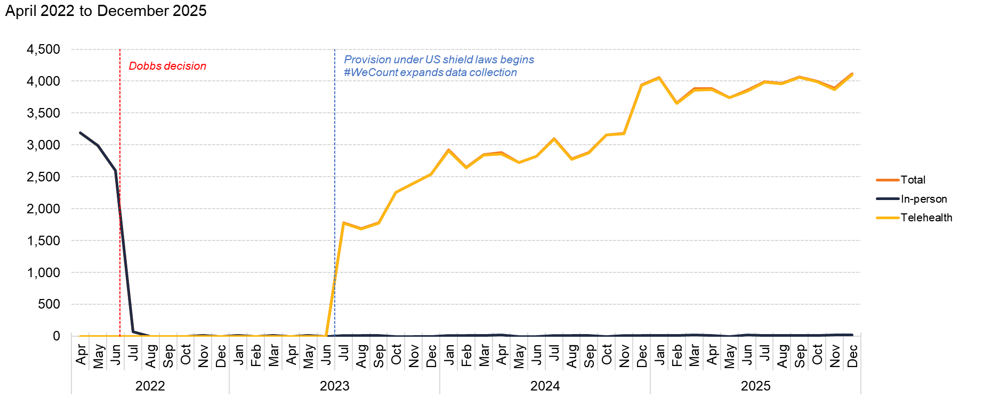 April 2022 to December 2025
4,500
4,000
3,500
3,000
2,500
2,000
1,500
1,000
500
0
Dobbs decision
Provision under US shield laws begins
#WeCount expands data collection
Total
In-person
Telehealth
Apr May Jun Jul Aug Sep Oct Nov Dec Jan Feb Mar Apr May Jun Jul Aug Sep Oct Nov Dec Jan Feb Mar Apr May Jun Jul Aug Sep Oct Nov Dec Jan Feb Mar Apr May Jun Jul Aug Sep Oct Nov Dec
2022 2023 2024 2025